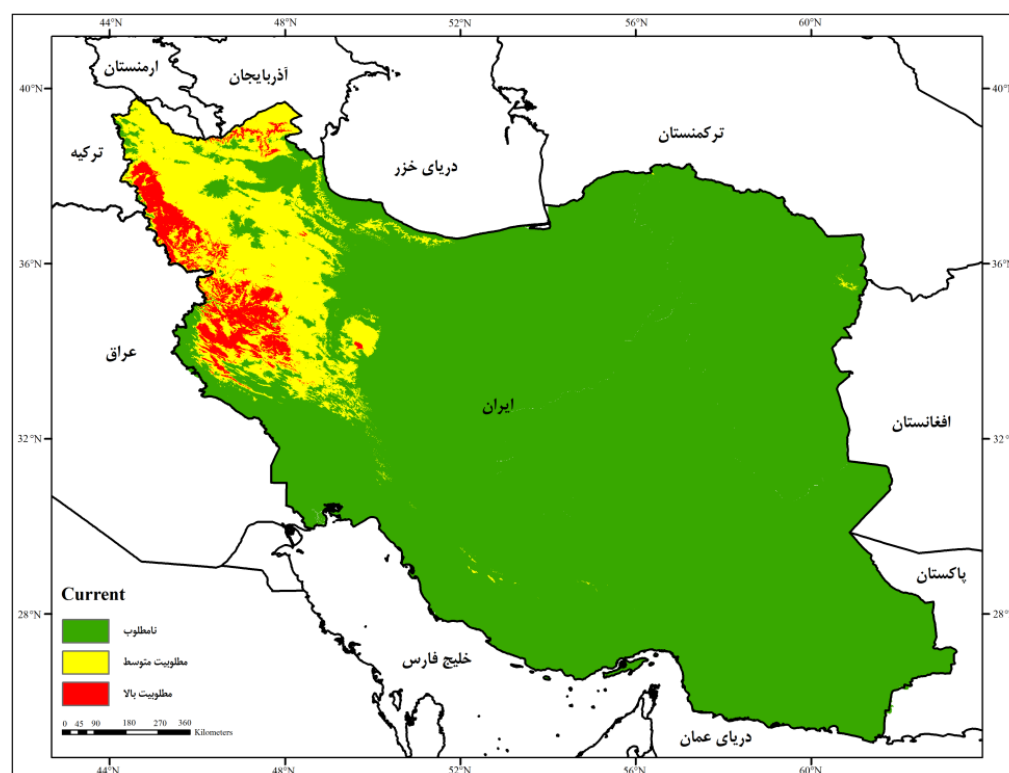 44°N 48°N 52°N 56°N 60°N
ارمنستان
آذربایجان
40°N 40°N
ترکمنستان
ترکیه
دریای خزر
36°N 36°N
عراق
ایران
افغانستان
32°N 32°N
پاکستان
Current
28°N 28°N
نامطلوب
مطلوبیت متوسط
خلیج فارس
مطلوبیت بالا
0 45 90 180 270 360
Kilometers
دریای عمان
44°N 48°N 52°N 56°N 60°N